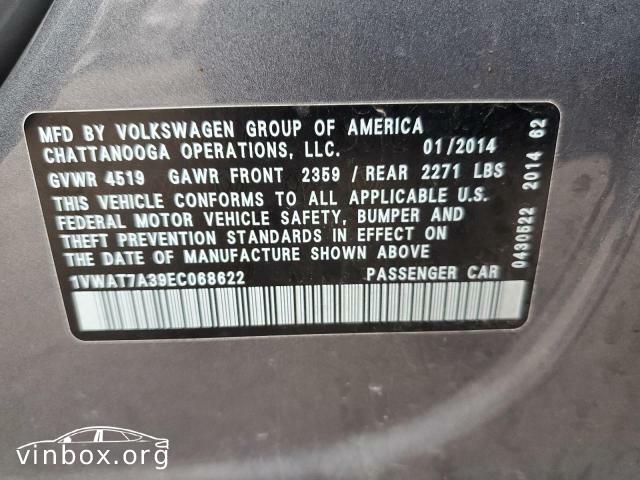 MFD BY VOLKSWAGEN GROUP OF AMERICA
CHATTANOOGA OPERATIONS, LLC. 01/2014
GVWR 4519 GAWR FRONT 2359 / REAR 2271 LBS
THIS VEHICLE CONFORMS TO ALL APPLICABLE U.S.
FEDERAL MOTOR VEHICLE SAFETY, BUMPER AND
THEFT PREVENTION STANDARDS IN EFFECT ON
THE DATE OF MANUFACTURE SHOWN ABOVE
1VWAT7A39EC068622 PASSENGER CAR
0430522 2014 62
vinbox.org